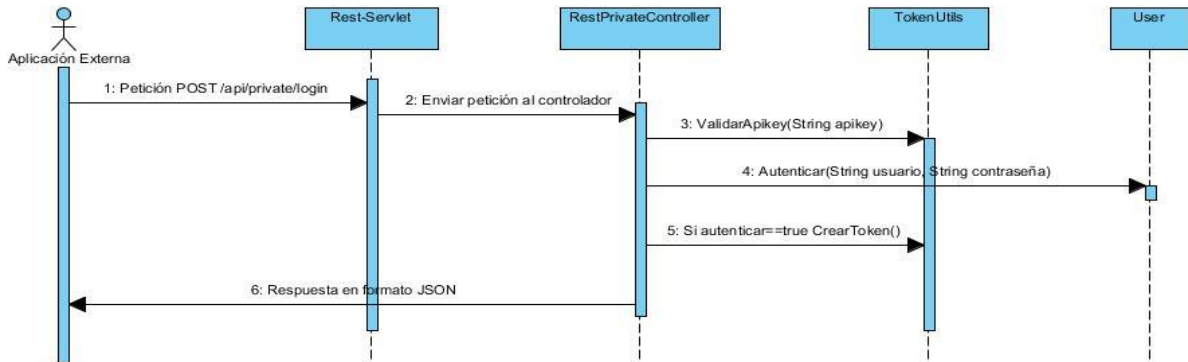 Rest-Servlet
RestPrivateController
TokenUtils
User
Aplicación Externa
1: Petición POST /api/private/login
2: Enviar petición al controlador
3: ValidarApikey(String apikey)
4: Autenticar(String usuario, String contraseña)
5: Si autenticar==true CrearToken()
6: Respuesta en formato JSON